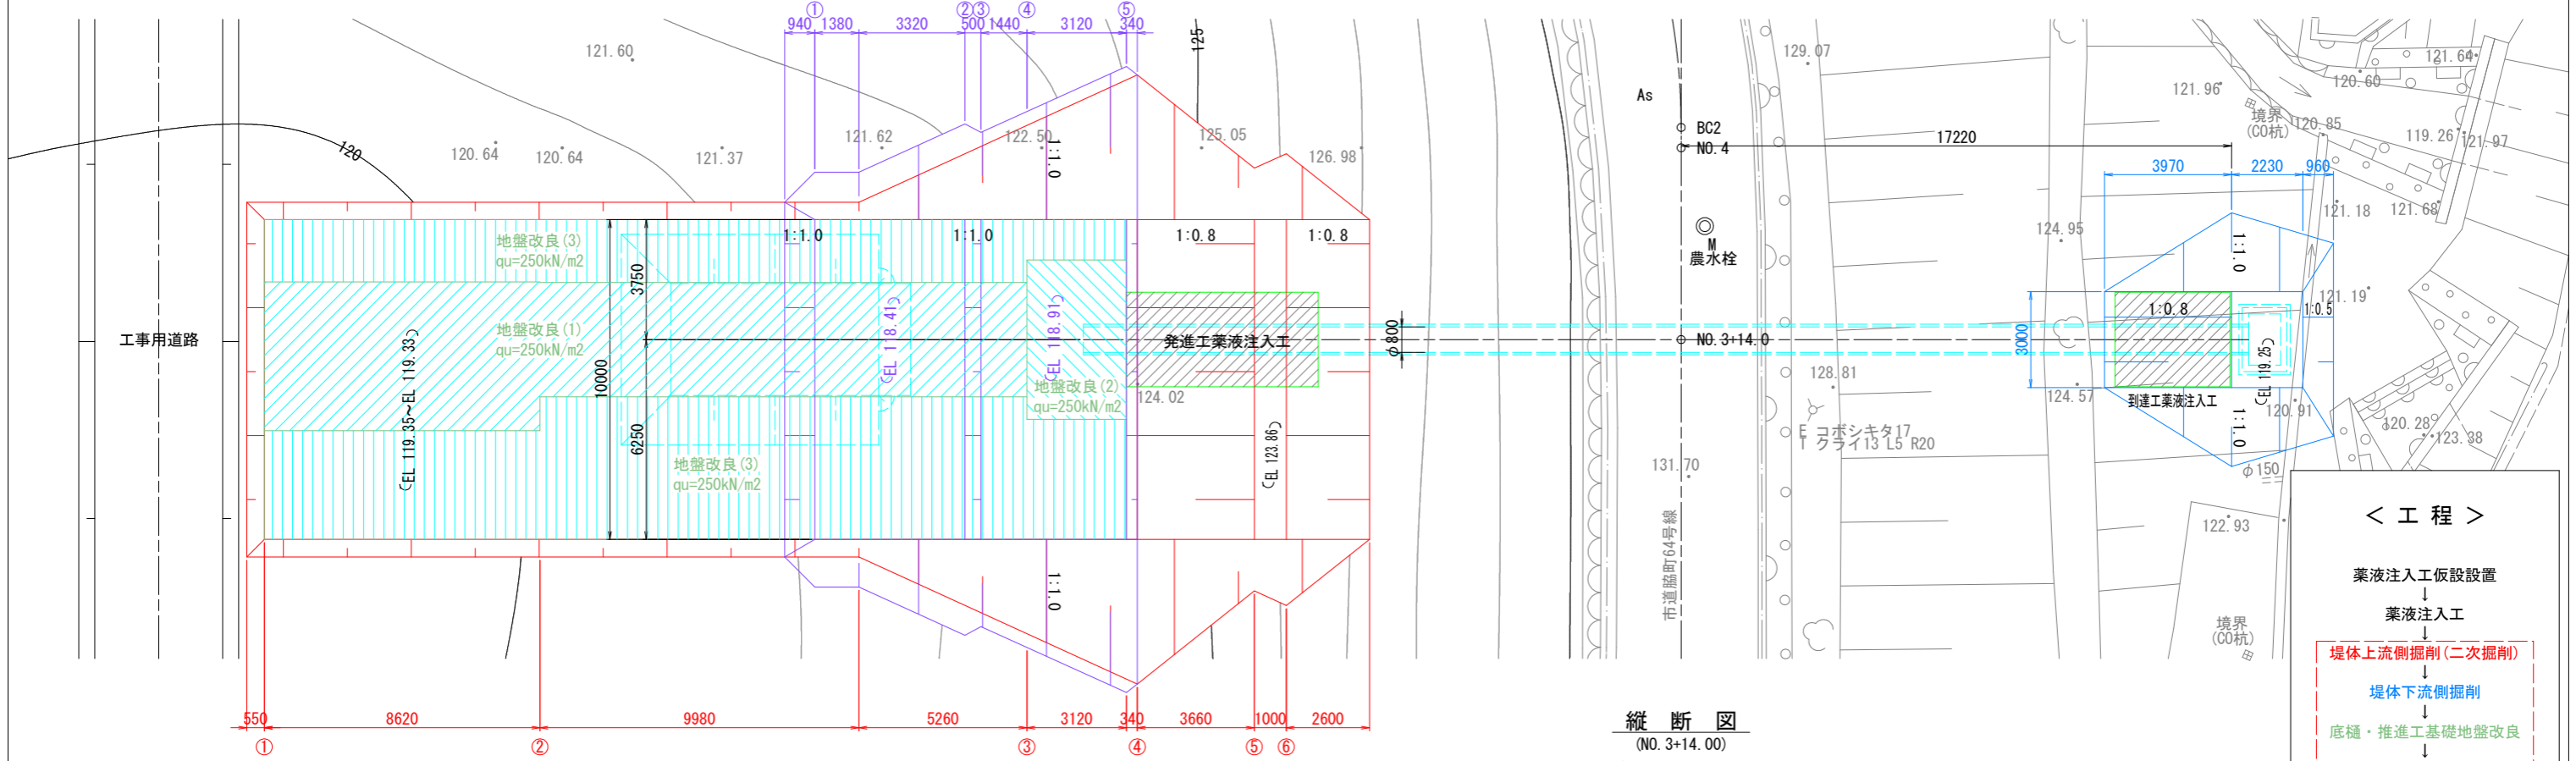 ① ②③ ④ ⑤
940 1380 3320 500 1440 3120 340
121.60
125
129.07
121.64
120.60
As
121.96
境界
(CO杭)
120.85
119.26
121.97
BC2
NO.4
17220
120
120.64
120.64
121.37
121.62
122.50
125.05
126.98
1:1.0
3970 2230 960
121.18
121.68
地盤改良(3)
qu=250kN/m2
1:1.0
1:1.0
1:0.8
1:0.8
M
農水栓
124.95
1:1.0
3750
工事用道路
地盤改良(1)
qu=250kN/m2
EL 119.35~EL 119.33
10000
6250
EL 118.41
EL 118.91
発進工薬液注入工
φ800
NO.3+14.0
3000
1:0.8
1:0.5
121.19
EL 119.25
地盤改良(2)
qu=250kN/m2
124.02
128.81
124.57
到達工薬液注入工
120.91
120.28
123.38
地盤改良(3)
qu=250kN/m2
EL 123.86
E コボシキタ17
T クライ13 L5 R20
131.70
1:1.0
φ150
122.93
市道脇町64号線
1:1.0
境界
(CO杭)
550 8620 9980 5260 3120 340 3660 1000 2600
① ② ③ ④ ⑤ ⑥
縦断図
(NO.3+14.00)
<工程>
薬液注入工仮設設置
↓
薬液注入工
↓
堤体上流側掘削(二次掘削)
↓
堤体下流側掘削
↓
底樋・推進工基礎地盤改良
↓